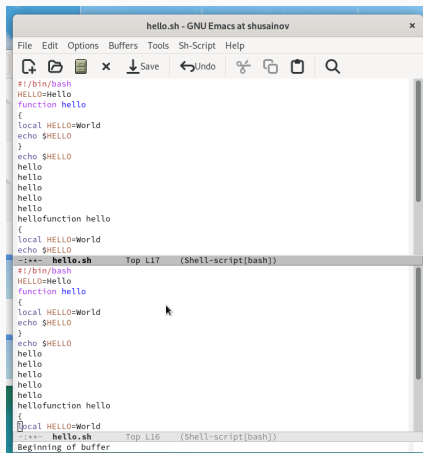 hello.sh - GNU Emacs at shusainov ×
File Edit Options Buffers Tools Sh-Script Help
Save Undo
#!/bin/bash
HELLO=Hello
function hello
{
local HELLO=World
echo $HELLO
}
echo $HELLO
hello
hello
hello
hello
hello
hellofunction hello
{
local HELLO=World
echo $HELLO
-:**- hello.sh Top L17 (Shell-script[bash])
#!/bin/bash
HELLO=Hello
function hello
{
local HELLO=World
echo $HELLO
}
echo $HELLO
hello
hello
hello
hello
hello
hellofunction hello
{
local HELLO=World
-:**- hello.sh Top L16 (Shell-script[bash])
Beginning of buffer